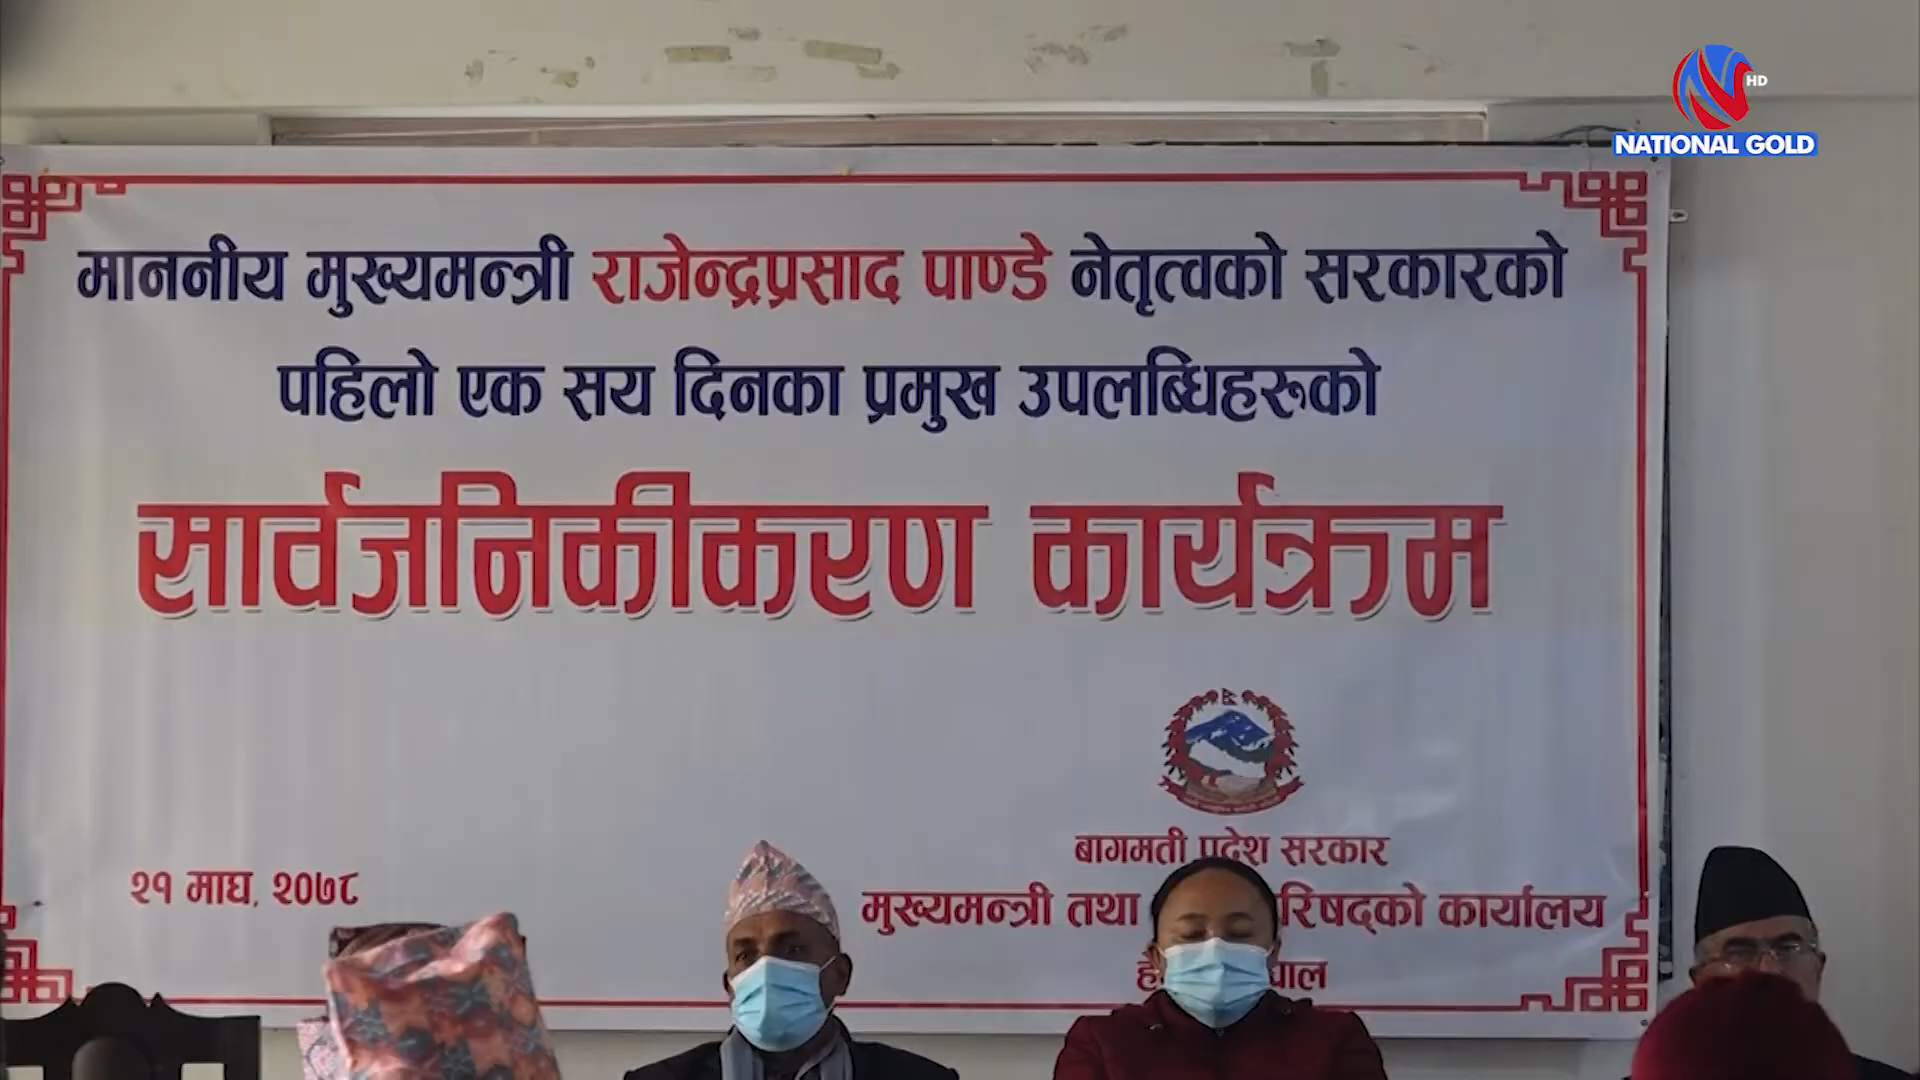 HD
NATIONAL GOLD
माननीय मुख्यमन्त्री राजेन्द्रप्रसाद पाण्डे नेतृत्वको सरकारको
पहिलो एक सय दिनका प्रमुख उपलब्धिहरुको
सार्वजनिकीकरण कार्यक्रम
बागमती प्रदेश सरकार
२१ माघ, २०७८
मुख्यमन्त्री तथा रिषद्को कार्यालय